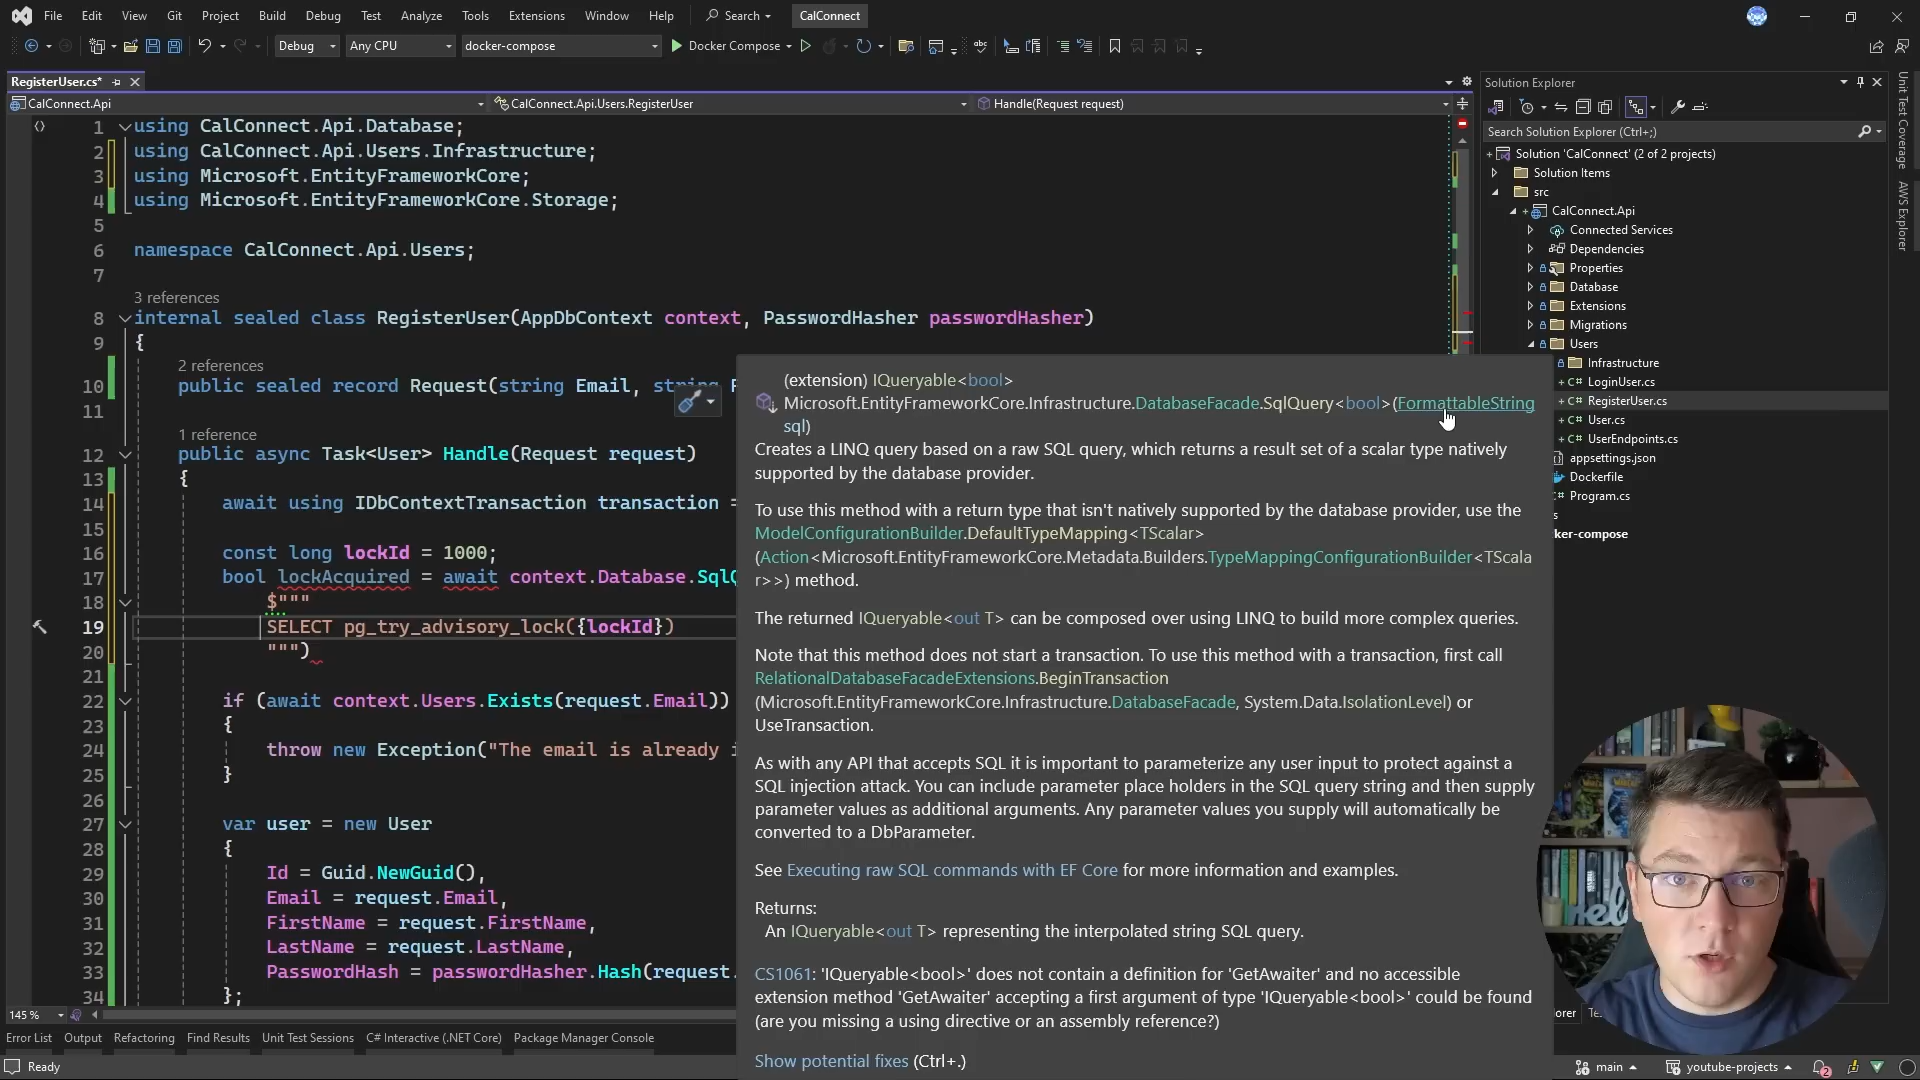 File Edit View Git Project Build Debug Test Analyze Tools Extensions Window Help Search CalConnect
Debug Any CPU docker-compose Docker Compose
RegisterUser.cs*
CalConnect.Api CalConnect.Api.Users.RegisterUser Handle(Request request)
1 using CalConnect.Api.Database;
2 using CalConnect.Api.Users.Infrastructure;
3 using Microsoft.EntityFrameworkCore;
4 using Microsoft.EntityFrameworkCore.Storage;
5
6 namespace CalConnect.Api.Users;
7
3 references
8 internal sealed class RegisterUser(AppDbContext context, PasswordHasher passwordHasher)
9 {
2 references
10 public sealed record Request(string Email, string F
11
1 reference
12 public async Task<User> Handle(Request request)
13 {
14 await using IDbContextTransaction transaction =
15
16 const long lockId = 1000;
17 bool lockAcquired = await context.Database.SqlQ
18 $"""
19 SELECT pg_try_advisory_lock({lockId})
20 """)
21
22 if (await context.Users.Exists(request.Email))
23 {
24 throw new Exception("The email is already i
25 }
26
27 var user = new User
28 {
29 Id = Guid.NewGuid(),
30 Email = request.Email,
31 FirstName = request.FirstName,
32 LastName = request.LastName,
33 PasswordHash = passwordHasher.Hash(request.
34 };
(extension) IQueryable<bool>
Microsoft.EntityFrameworkCore.Infrastructure.DatabaseFacade.SqlQuery<bool>(FormattableString
sql)
Creates a LINQ query based on a raw SQL query, which returns a result set of a scalar type natively
supported by the database provider.
To use this method with a return type that isn't natively supported by the database provider, use the
ModelConfigurationBuilder.DefaultTypeMapping<TScalar>
(Action<Microsoft.EntityFrameworkCore.Metadata.Builders.TypeMappingConfigurationBuilder<TScala
r>>) method.
The returned IQueryable<out T> can be composed over using LINQ to build more complex queries.
Note that this method does not start a transaction. To use this method with a transaction, first call
RelationalDatabaseFacadeExtensions.BeginTransaction
(Microsoft.EntityFrameworkCore.Infrastructure.DatabaseFacade, System.Data.IsolationLevel) or
UseTransaction.
As with any API that accepts SQL it is important to parameterize any user input to protect against a
SQL injection attack. You can include parameter place holders in the SQL query string and then supply
parameter values as additional arguments. Any parameter values you supply will automatically be
converted to a DbParameter.
See Executing raw SQL commands with EF Core for more information and examples.
Returns:
An IQueryable<out T> representing the interpolated string SQL query.
CS1061: 'IQueryable<bool>' does not contain a definition for 'GetAwaiter' and no accessible
extension method 'GetAwaiter' accepting a first argument of type 'IQueryable<bool>' could be found
(are you missing a using directive or an assembly reference?)
Show potential fixes (Ctrl+.)
Solution Explorer
Search Solution Explorer (Ctrl+;)
Solution 'CalConnect' (2 of 2 projects)
Solution Items
src
CalConnect.Api
Connected Services
Dependencies
Properties
Database
Extensions
Migrations
Users
Infrastructure
LoginUser.cs
RegisterUser.cs
User.cs
UserEndpoints.cs
appsettings.json
Dockerfile
Program.cs
s
ker-compose
Unit Test Coverage
AWS Explorer
145 %
Error List Output Refactoring Find Results Unit Test Sessions C# Interactive (.NET Core) Package Manager Console
Ready main youtube-projects 2